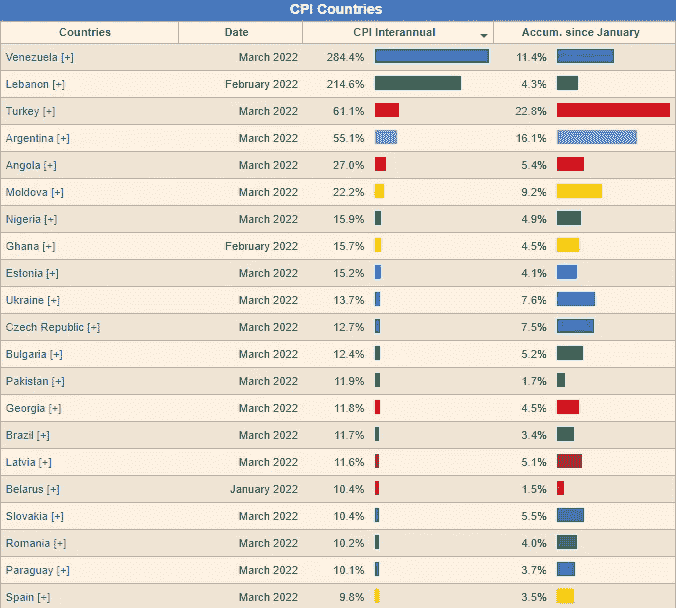 CPI Countries
Countries Date CPI Interannual Accum. since January
Venezuela [+] March 2022 284.4% 11.4%
Lebanon [+] February 2022 214.6% 4.3%
Turkey [+] March 2022 61.1% 22.8%
Argentina [+] March 2022 55.1% 16.1%
Angola [+] March 2022 27.0% 5.4%
Moldova [+] March 2022 22.2% 9.2%
Nigeria [+] March 2022 15.9% 4.9%
Ghana [+] February 2022 15.7% 4.5%
Estonia [+] March 2022 15.2% 4.1%
Ukraine [+] March 2022 13.7% 7.6%
Czech Republic [+] March 2022 12.7% 7.5%
Bulgaria [+] March 2022 12.4% 5.2%
Pakistan [+] March 2022 11.9% 1.7%
Georgia [+] March 2022 11.8% 4.5%
Brazil [+] March 2022 11.7% 3.4%
Latvia [+] March 2022 11.6% 5.1%
Belarus [+] January 2022 10.4% 1.5%
Slovakia [+] March 2022 10.4% 5.5%
Romania [+] March 2022 10.2% 4.0%
Paraguay [+] March 2022 10.1% 3.7%
Spain [+] March 2022 9.8% 3.5%